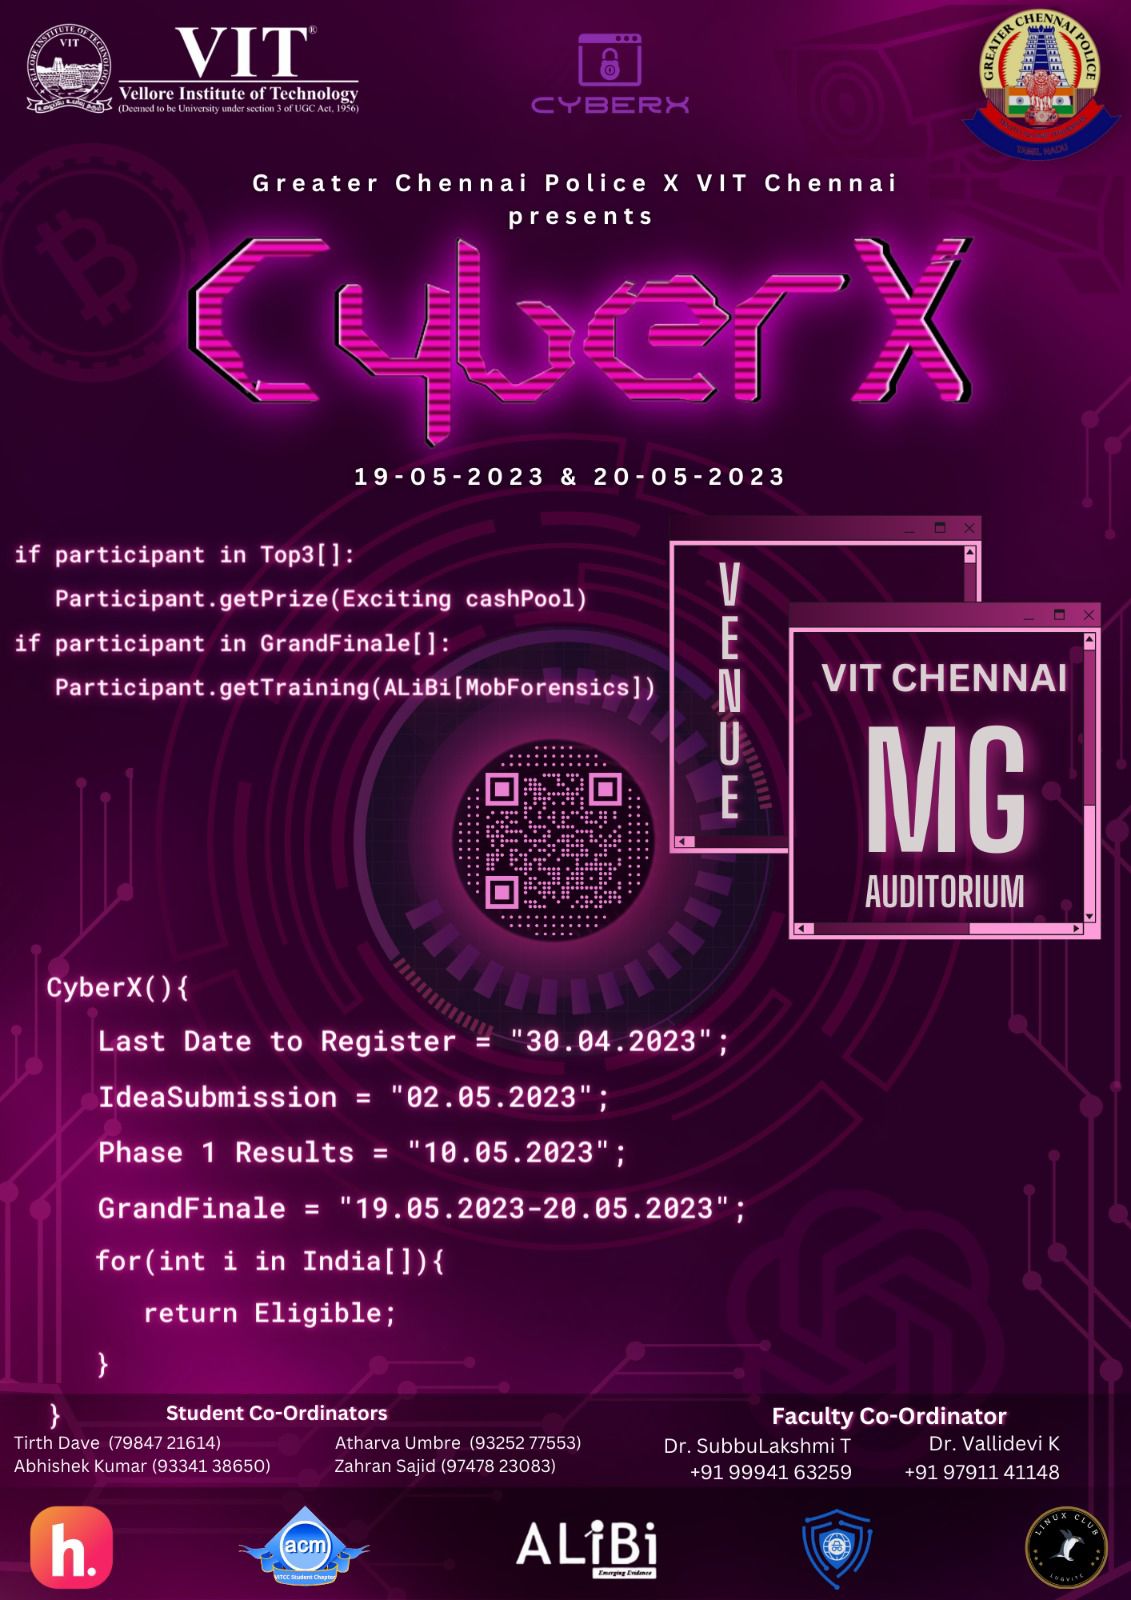 VELLORE INSTITUTE OF TECHNOLOGY
VIT
VIT®
Vellore Institute of Technology
(Deemed to be University under section 3 of UGC Act, 1956)
CYBERX
GREATER CHENNAI POLICE
TAMIL NADU
Greater Chennai Police X VIT Chennai
presents
CyberX
19-05-2023 & 20-05-2023
if participant in Top3[]:
Participant.getPrize(Exciting cashPool)
if participant in GrandFinale[]:
Participant.getTraining(ALiBi[MobForensics])
VENUE
VIT CHENNAI
MG
AUDITORIUM
CyberX(){
Last Date to Register = "30.04.2023";
IdeaSubmission = "02.05.2023";
Phase 1 Results = "10.05.2023";
GrandFinale = "19.05.2023-20.05.2023";
for(int i in India[]){
return Eligible;
}
}
Student Co-Ordinators
Tirth Dave (79847 21614)
Atharva Umbre (93252 77553)
Abhishek Kumar (93341 38650)
Zahran Sajid (97478 23083)
Faculty Co-Ordinator
Dr. SubbuLakshmi T
Dr. Vallidevi K
+91 99941 63259
+91 97911 41148
h.
acm
VITCC Student Chapter
ALiBi
Emerging Evidence
LINUX CLUB
LUGVITC